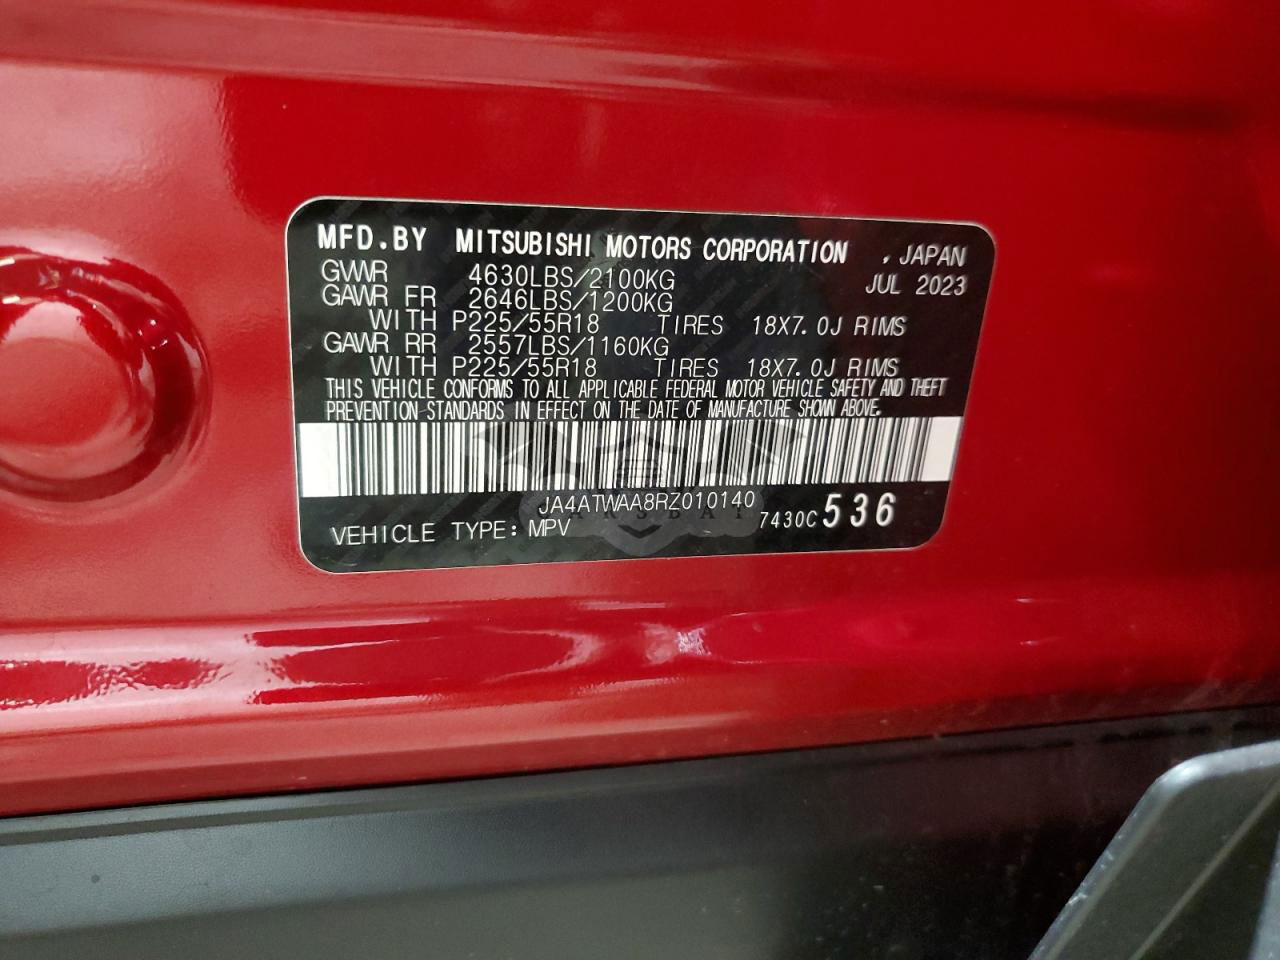 MFD.BY MITSUBISHI MOTORS CORPORATION , JAPAN
GVWR 4630LBS/2100KG JUL 2023
GAWR FR 2646LBS/1200KG
WITH P225/55R18 TIRES 18X7.0J RIMS
GAWR RR 2557LBS/1160KG
WITH P225/55R18 TIRES 18X7.0J RIMS
THIS VEHICLE CONFORMS TO ALL APPLICABLE FEDERAL MOTOR VEHICLE SAFETY AND THEFT
PREVENTION STANDARDS IN EFFECT ON THE DATE OF MANUFACTURE SHOWN ABOVE.
JA4ATWAA8RZ010140
VEHICLE TYPE: MPV 7430C 536